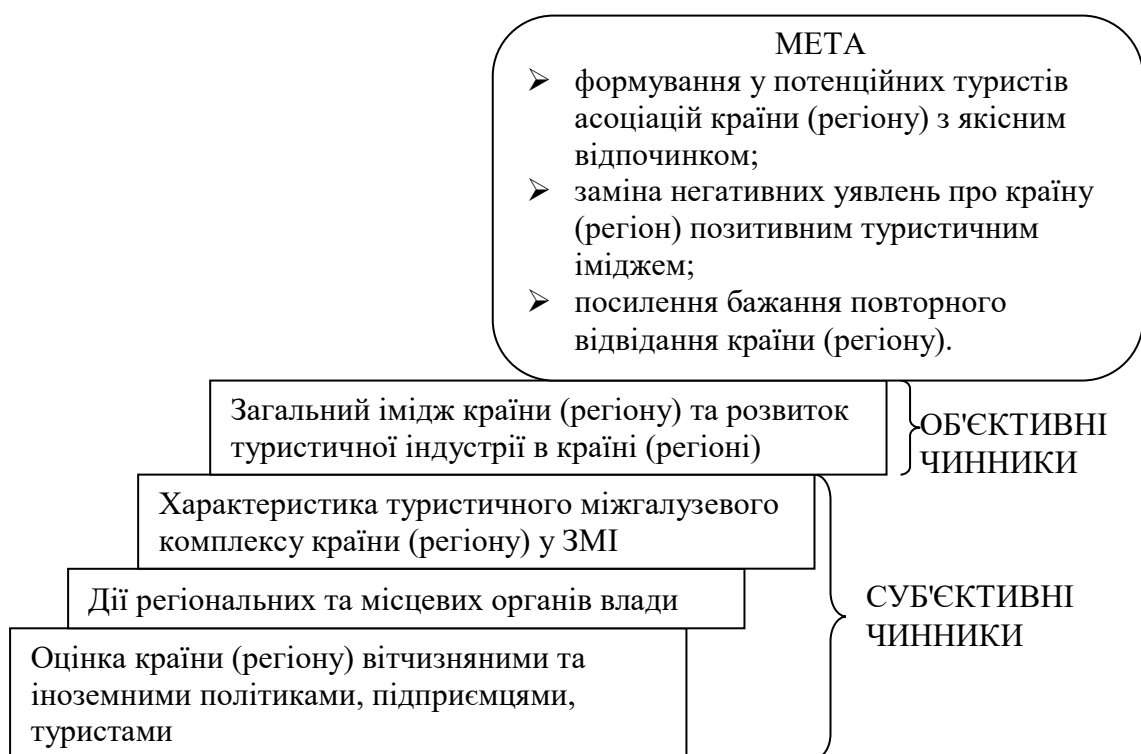 МЕТА
➢ формування у потенційних туристів
асоціацій країни (регіону) з якісним
відпочинком;
➢ заміна негативних уявлень про країну
(регіон) позитивним туристичним
іміджем;
➢ посилення бажання повторного
відвідання країни (регіону).
Загальний імідж країни (регіону) та розвиток
туристичної індустрії в країні (регіоні)
ОБ'ЄКТИВНІ
ЧИННИКИ
Характеристика туристичного міжгалузевого
комплексу країни (регіону) у ЗМІ
Дії регіональних та місцевих органів влади
Оцінка країни (регіону) вітчизняними та
іноземними політиками, підприємцями,
туристами
СУБ'ЄКТИВНІ
ЧИННИКИ